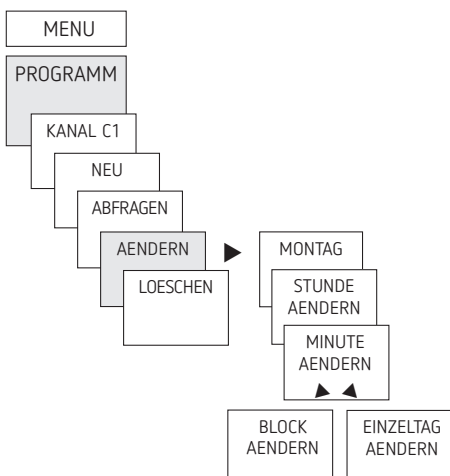 MENU
PROGRAMM
KANAL C1
NEU
ABFRAGEN
AENDERN
LOESCHEN
MONTAG
STUNDE
AENDERN
MINUTE
AENDERN
BLOCK
AENDERN
EINZELTAG
AENDERN